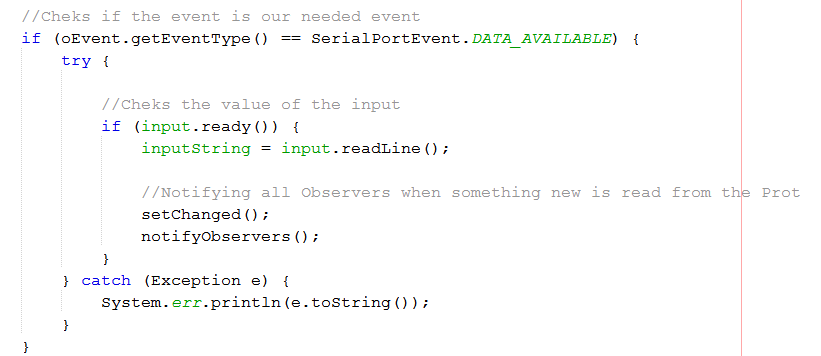 //Cheks if the event is our needed event
if (oEvent.getEventType() == SerialPortEvent.DATA_AVAILABLE) {
try {
//Cheks the value of the input
if (input.ready()) {
inputString = input.readLine();
//Notifying all Observers when something new is read from the Prot
setChanged();
notifyObservers();
}
} catch (Exception e) {
System.err.println(e.toString());
}
}